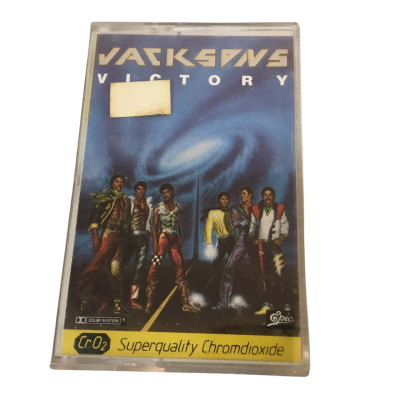 JACKSONS
VICTORY
DOLBY SYSTEM
Epic
CrO2 Superquality Chromdioxide